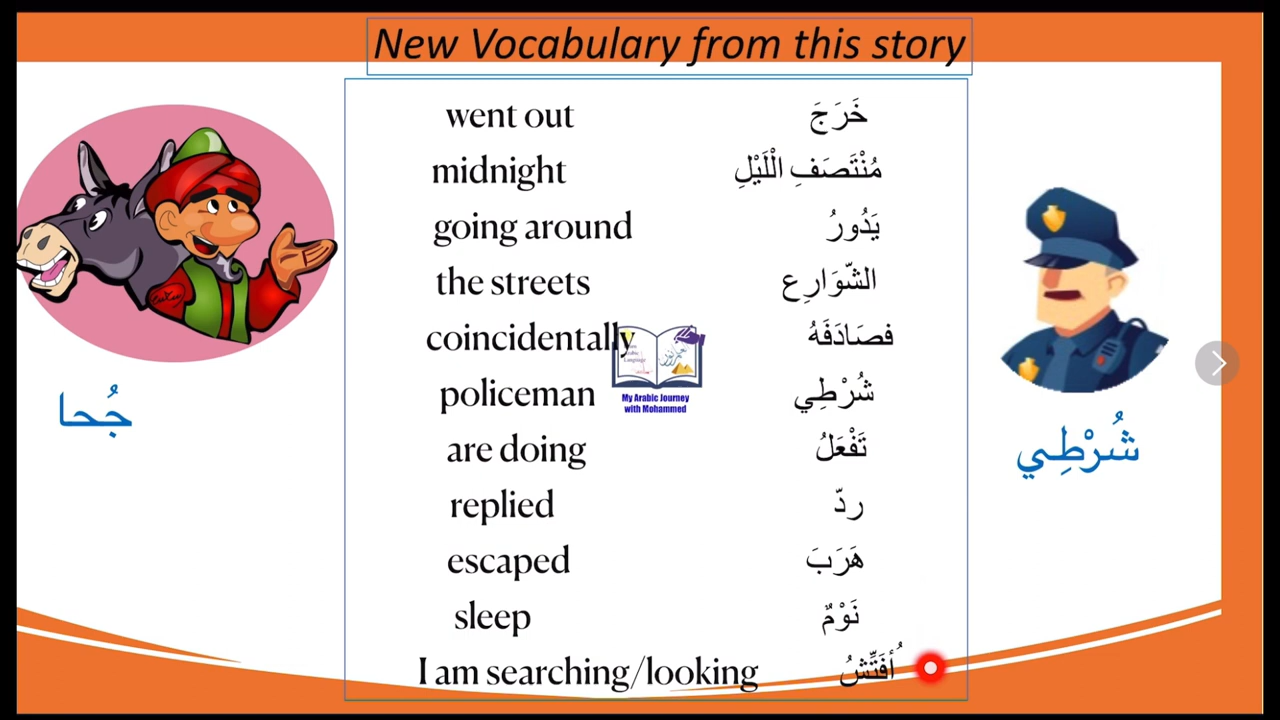 New Vocabulary from this story
went out خَرَجَ
midnight مُنْتَصَفِ اللَّيْلِ
going around يَدُورُ
the streets الشّوَارِع
coincidentally فصَادَفَهُ
policeman شُرْطِي
are doing تَفْعَلُ
replied ردّ
escaped هَرَبَ
sleep نَوْمٌ
I am searching/looking أُفَتِّشُ
جُحا
شُرْطِي
My Arabic Journey
with Mohammed